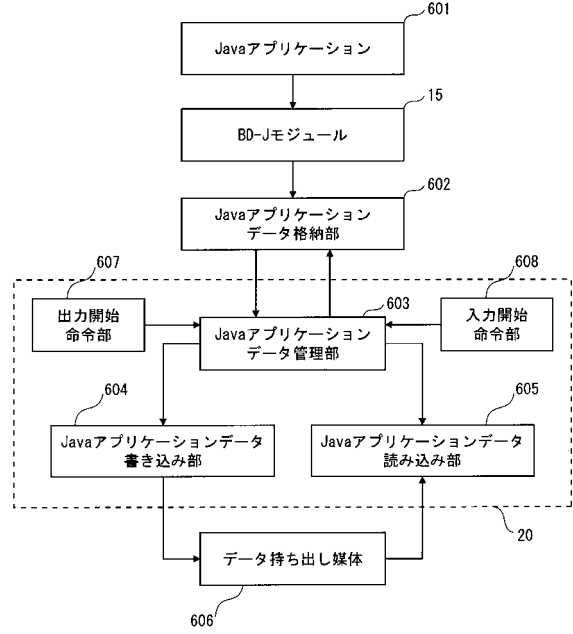 601
Javaアプリケーション
15
BD-Jモジュール
602
Javaアプリケーション
データ格納部
607
出力開始
命令部
603
Javaアプリケーション
データ管理部
608
入力開始
命令部
604
Javaアプリケーションデータ
書き込み部
605
Javaアプリケーションデータ
読み込み部
20
データ持ち出し媒体
606